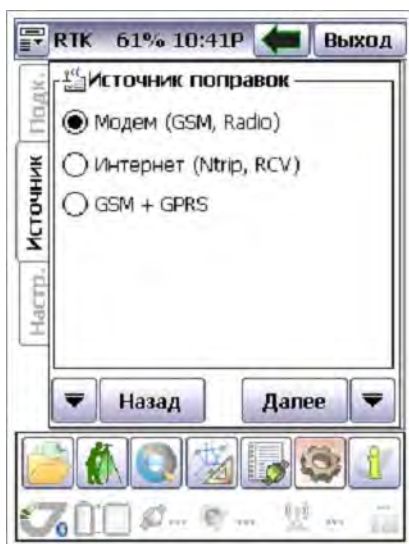 RTK 61% 10:41P Выход
Подк.
Источник
Настр.
Источник поправок
Модем (GSM, Radio)
Интернет (Ntrip, RCV)
GSM + GPRS
Назад Далее
... ... ...